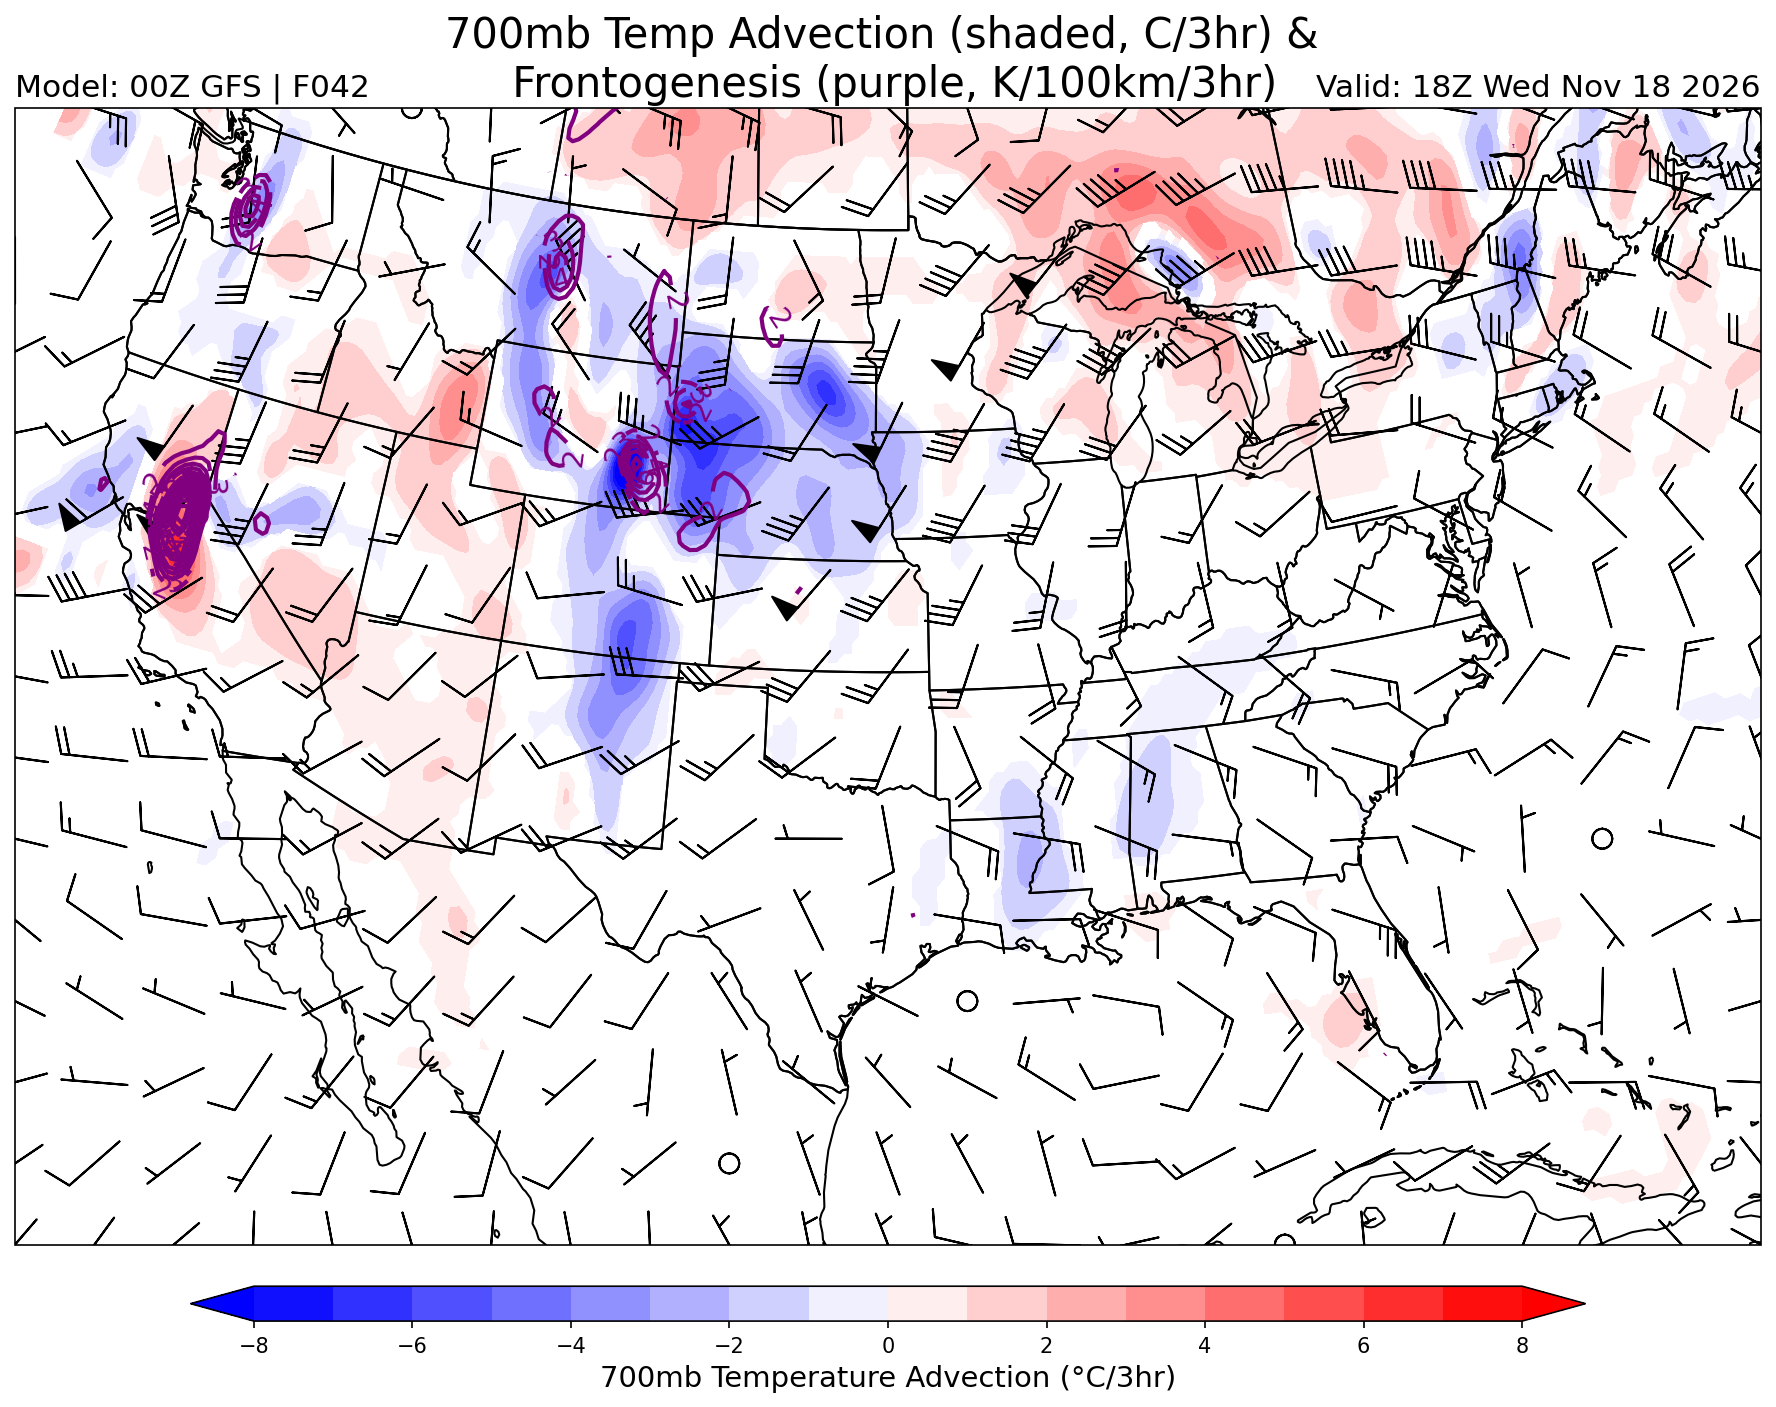 700mb Temp Advection (shaded, C/3hr) &
Model: 00Z GFS | F042 Frontogenesis (purple, K/100km/3hr) Valid: 18Z Wed Nov 18 2026
−8 −6 −4 −2 0 2 4 6 8
700mb Temperature Advection (°C/3hr)